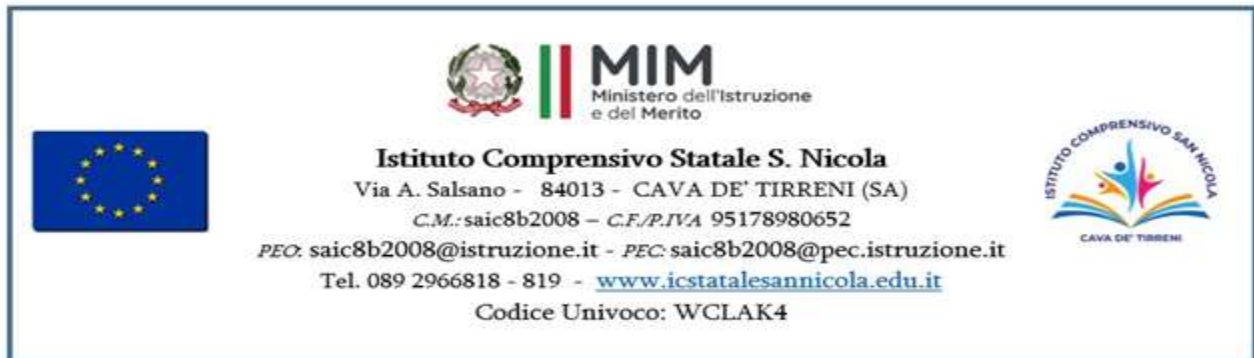 MIM
Ministero dell'Istruzione
e del Merito
Istituto Comprensivo Statale S. Nicola
Via A. Salsano - 84013 - CAVA DE' TIRRENI (SA)
C.M.: saic8b2008 – C.F./P.IVA 95178980652
PEO: saic8b2008@istruzione.it - PEC: saic8b2008@pec.istruzione.it
Tel. 089 2966818 - 819 - www.icstatalesannicola.edu.it
Codice Univoco: WCLAK4
ISTITUTO COMPRENSIVO SAN NICOLA
CAVA DE' TIRRENI